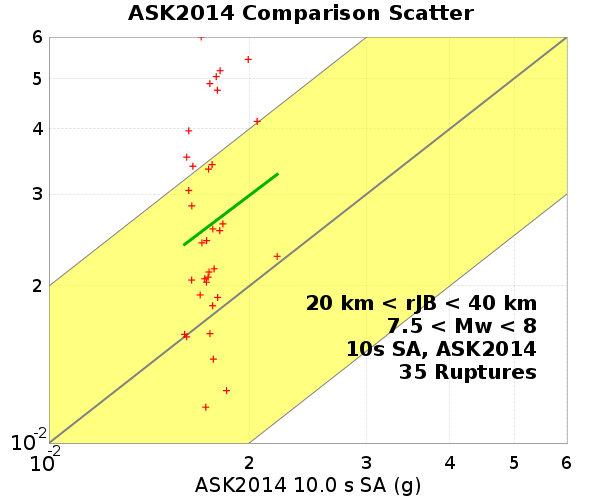 ASK2014 Comparison Scatter
6
5
4
3
2
10-2
10-2
2
3
4
5
6
20 km < rJB < 40 km
7.5 < Mw < 8
10s SA, ASK2014
35 Ruptures
ASK2014 10.0 s SA (g)